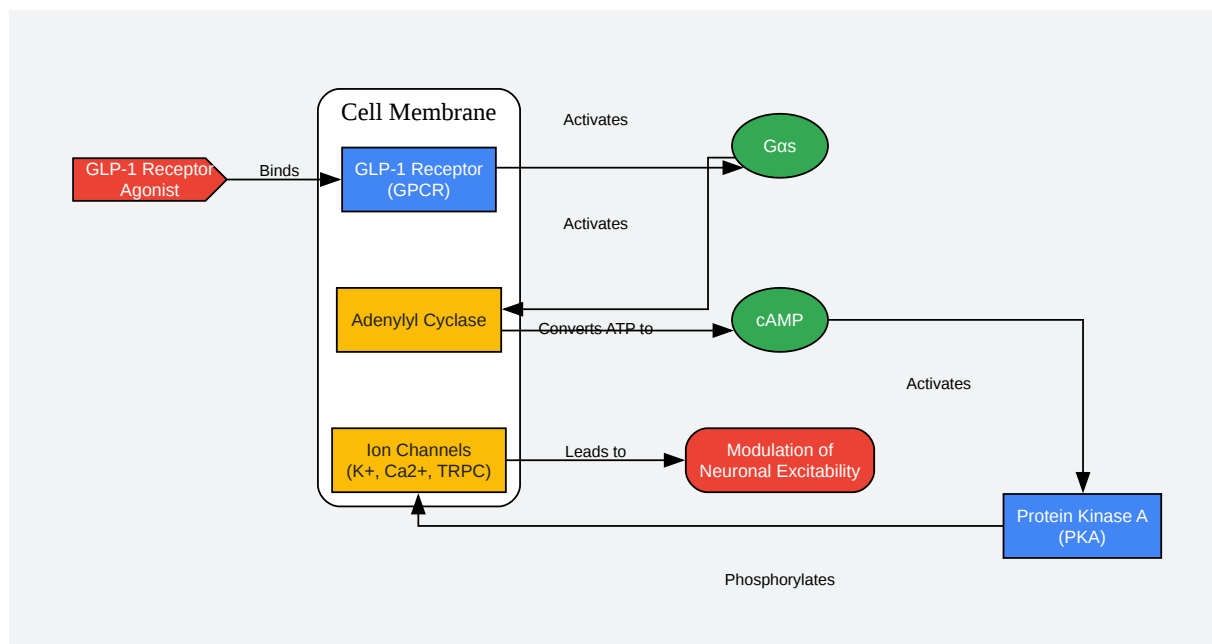 Cell Membrane
Activates
GLP-1 Receptor
Agonist
Binds
GLP-1 Receptor
(GPCR)
Gαs
Activates
Adenylyl Cyclase
Converts ATP to
cAMP
Activates
Ion Channels
(K+, Ca2+, TRPC)
Leads to
Modulation of
Neuronal Excitability
Protein Kinase A
(PKA)
Phosphorylates